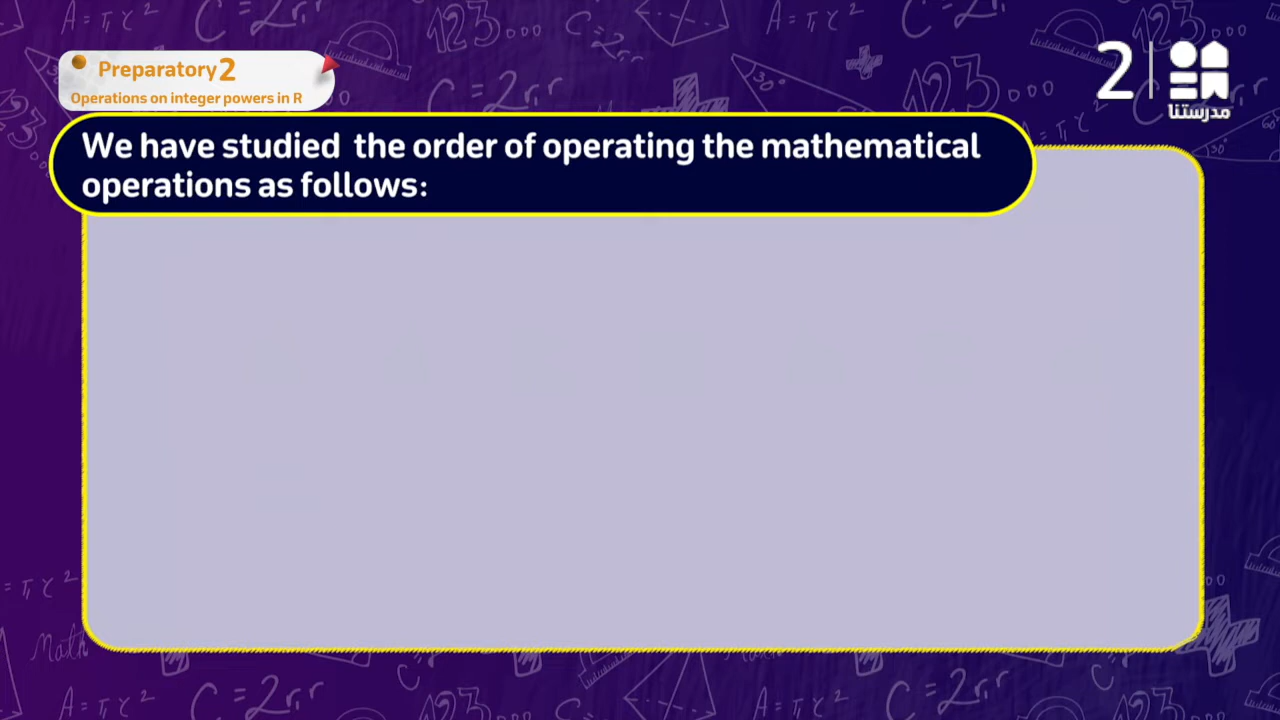 Preparatory 2
Operations on integer powers in R
2
مدرستنا
We have studied the order of operating the mathematical
operations as follows: